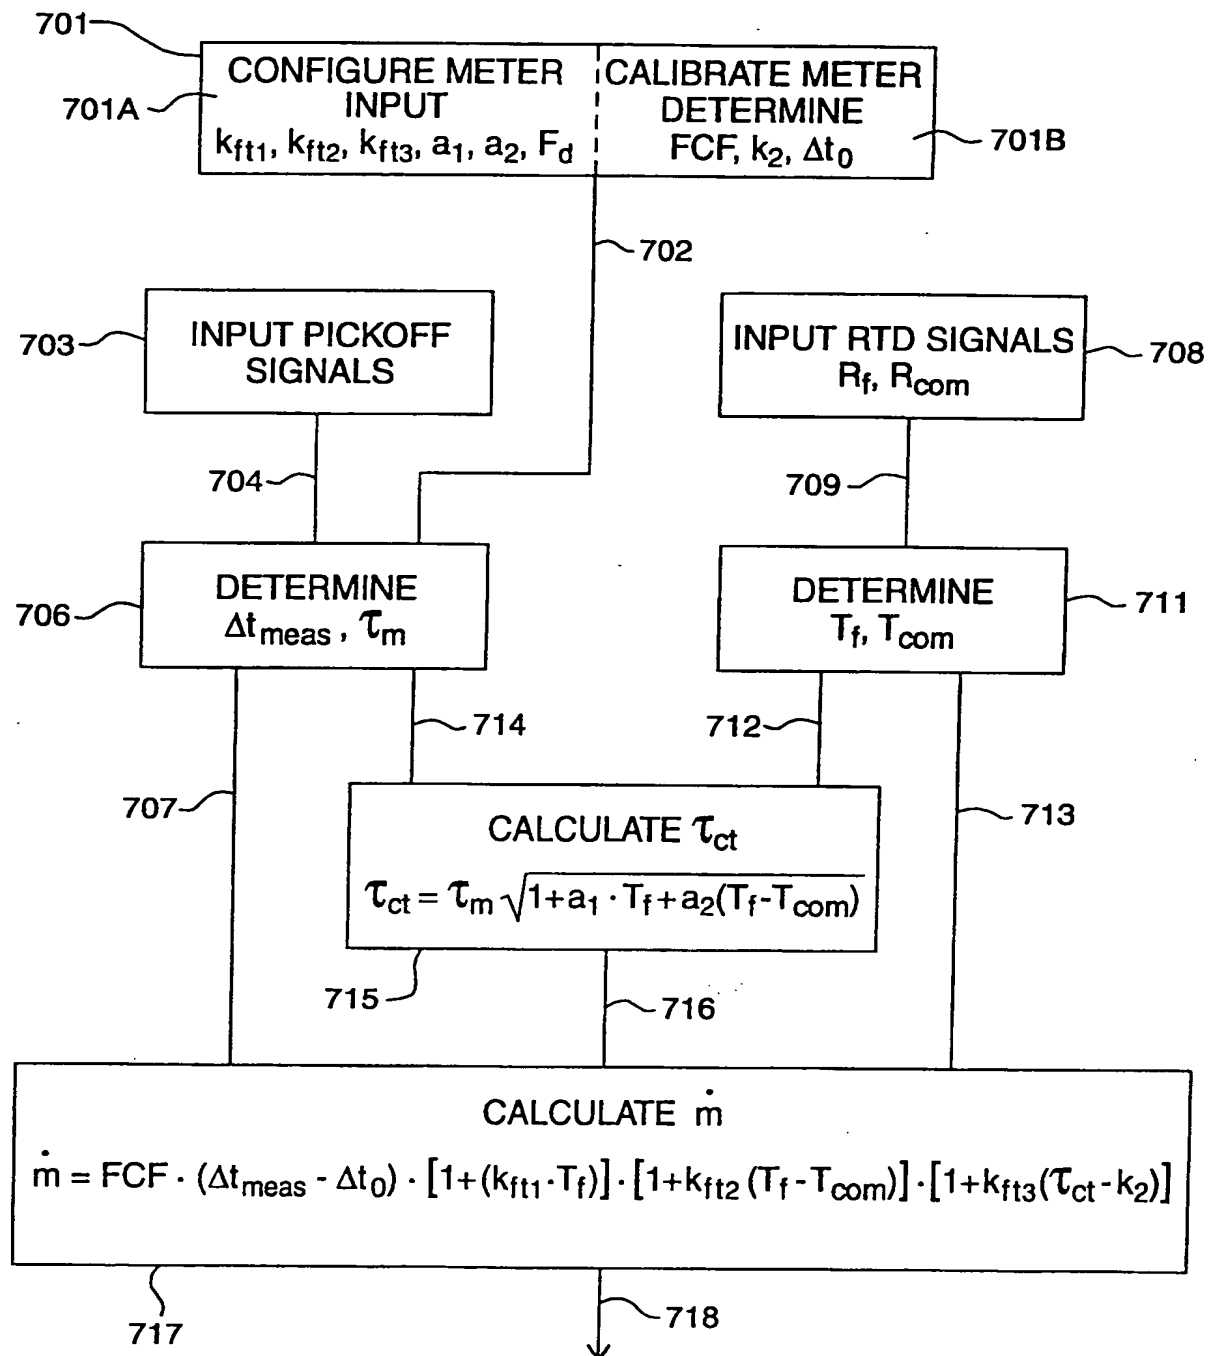 701
CONFIGURE METER
INPUT
k_ft1, k_ft2, k_ft3, a_1, a_2, F_d
701A
CALIBRATE METER
DETERMINE
FCF, k_2, Δt_0
701B
702
703
INPUT PICKOFF
SIGNALS
INPUT RTD SIGNALS
R_f, R_com
708
704
709
706
DETERMINE
Δt_meas, τ_m
DETERMINE
T_f, T_com
711
714
712
707
713
CALCULATE τ_ct
τ_ct = τ_m √(1+a_1 · T_f+a_2(T_f-T_com))
715
716
CALCULATE ṁ
ṁ = FCF · (Δt_meas - Δt_0) · [1+(k_ft1·T_f)] · [1+k_ft2 (T_f-T_com)] · [1+k_ft3(τ_ct-k_2)]
717
718